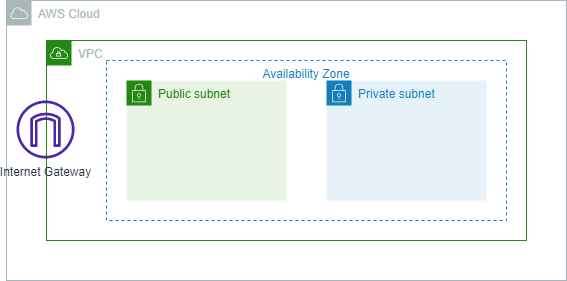 AWS Cloud
VPC
Availability Zone
Public subnet
Private subnet
Internet Gateway